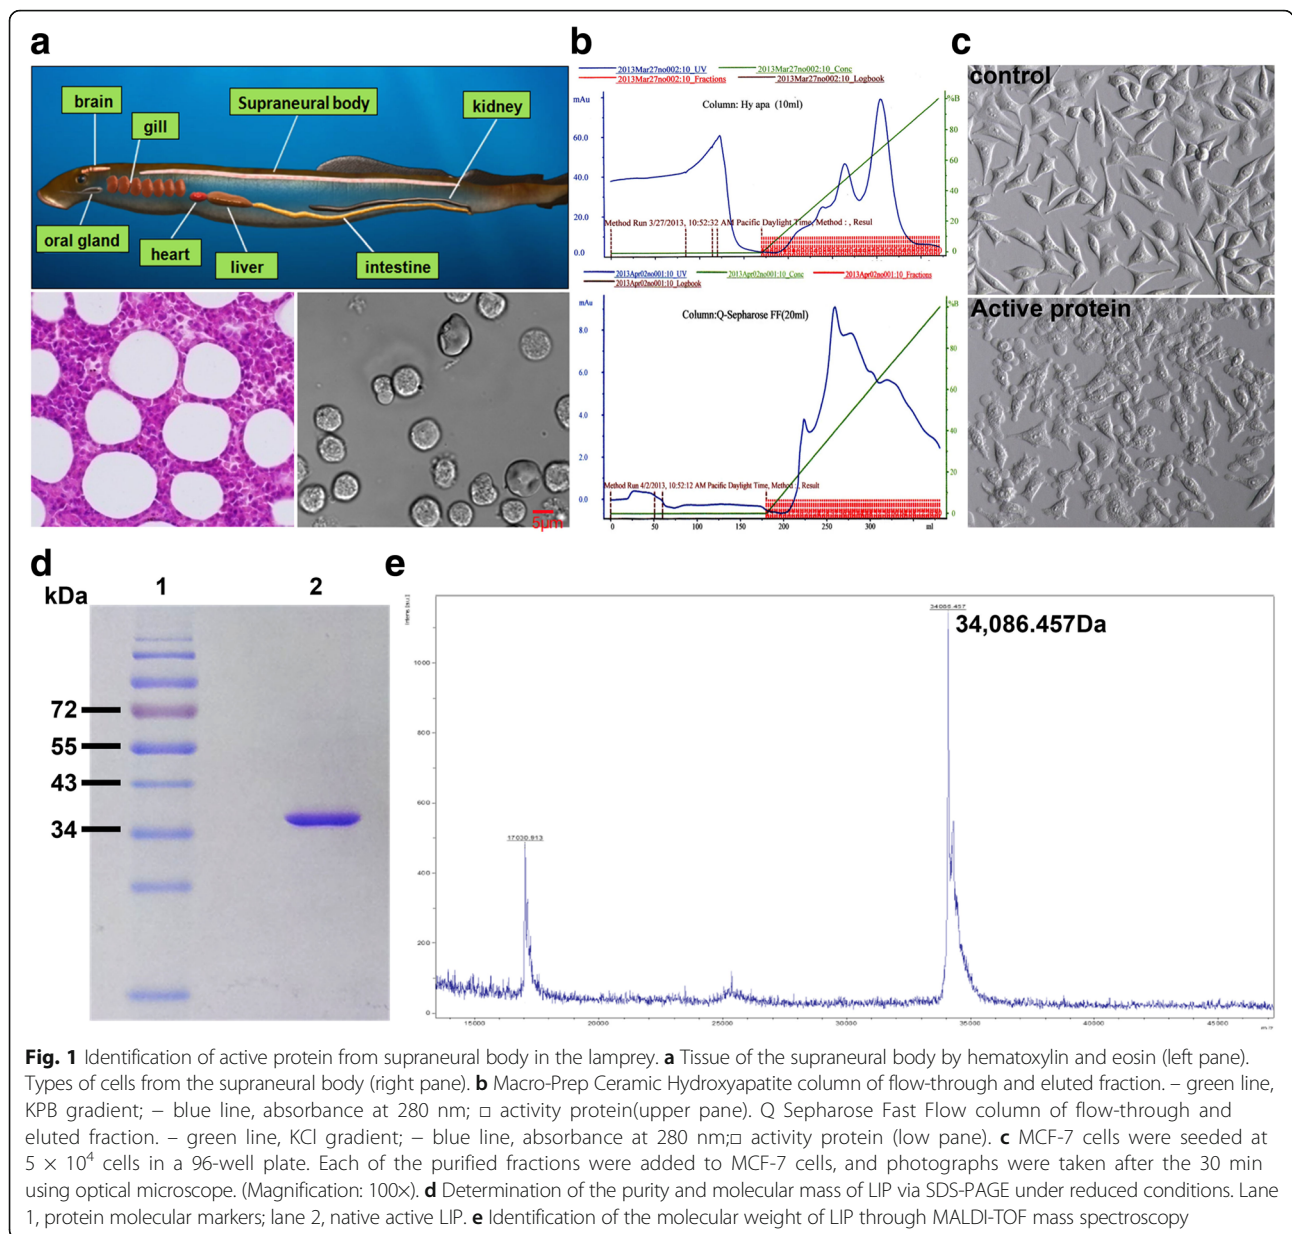 a
brain
gill
Supraneural body
kidney
oral gland
heart
liver
intestine
5μm
b
2013Mar27no002:10_UV 2013Mar27no002:10_Conc
2013Mar27no002:10_Fractions 2013Mar27no002:10_Logbook
mAu
%B
Column: Hy apa (10ml)
80
60.0
60
40.0
40
20.0
20
0.0
0
Method Run 3/27/2013, 10:52:32 AM Pacific Daylight Time, Method : , Resul
2013Apr02no001:10_UV 2013Apr02no001:10_Conc 2013Apr02no001:10_Fractions
2013Apr02no001:10_Logbook
mAu
%B
Column:Q-Sepharose FF(20ml)
8.0
80
6.0
60
4.0
40
2.0
20
0.0
0
Method Run 4/2/2013, 10:52:12 AM Pacific Daylight Time, Method : , Result
0 50 100 150 200 250 300 ml
c
control
Active protein
d
kDa
1 2
72
55
43
34
e
34086.457
34,086.457Da
1000
800
600
17030.913
400
200
0
15000 20000 25000 30000 35000 40000 45000
m/z
Fig. 1 Identification of active protein from supraneural body in the lamprey. a Tissue of the supraneural body by hematoxylin and eosin (left pane).
Types of cells from the supraneural body (right pane). b Macro-Prep Ceramic Hydroxyapatite column of flow-through and eluted fraction. – green line,
KPB gradient; – blue line, absorbance at 280 nm; □ activity protein(upper pane). Q Sepharose Fast Flow column of flow-through and
eluted fraction. – green line, KCl gradient; – blue line, absorbance at 280 nm;□ activity protein (low pane). c MCF-7 cells were seeded at
5 × 10⁴ cells in a 96-well plate. Each of the purified fractions were added to MCF-7 cells, and photographs were taken after the 30 min
using optical microscope. (Magnification: 100×). d Determination of the purity and molecular mass of LIP via SDS-PAGE under reduced conditions. Lane
1, protein molecular markers; lane 2, native active LIP. e Identification of the molecular weight of LIP through MALDI-TOF mass spectroscopy